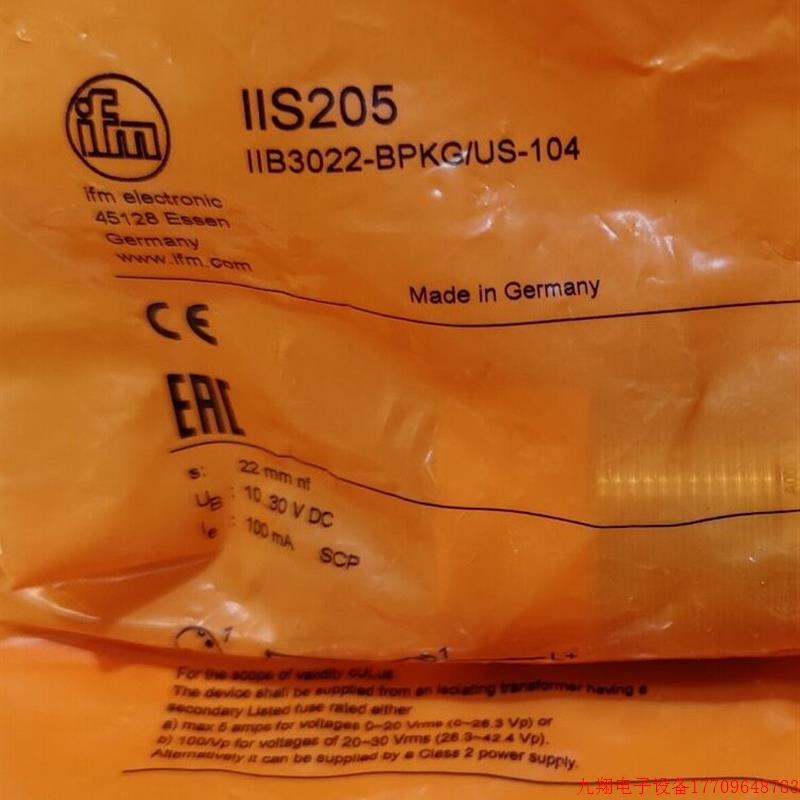 ifm
IIS205
IIB3022-BPKG/US-104
ifm electronic
45128 Essen
Germany
www.ifm.com
Made in Germany
CE
EAC
s: 22 mm nf
UB : 10..30 V DC
Ie : 100 mA SCP
1
1 L+
For the scope of validity cULus:
The device shall be supplied from an isolating transformer having a
secondary Listed fuse rated either
a) max 5 amps for voltages 0~20 Vrms (0~28.3 Vp) or
b) 100/Vp for voltages of 20~30 Vrms (28.3~42.4 Vp).
Alternatively it can be supplied by a Class 2 power supply.
九翔电子设备17709648783